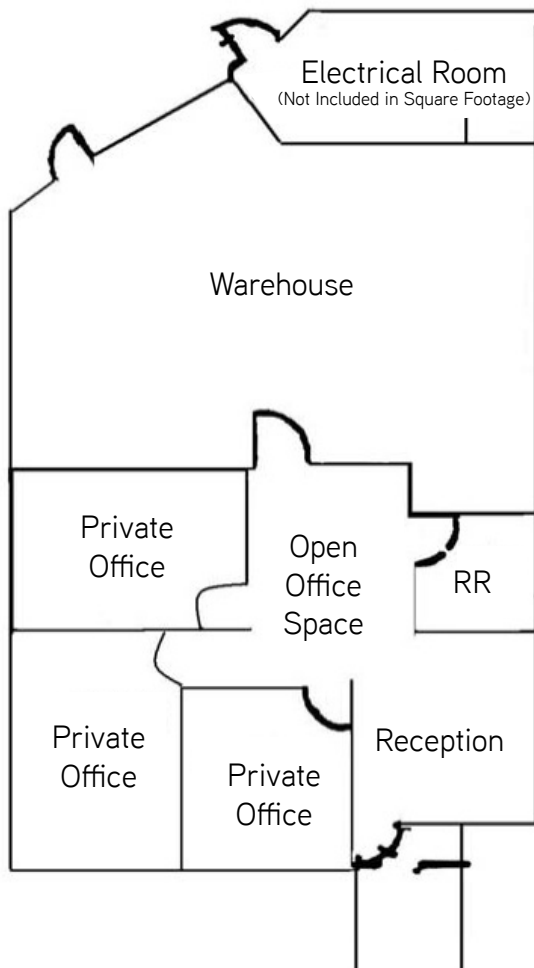 Electrical Room
(Not Included in Square Footage)
Warehouse
Private
Office
Open
Office
Space
RR
Private
Office
Private
Office
Reception